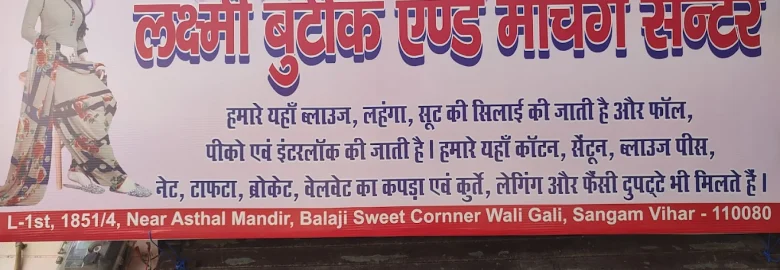 लक्ष्मी बुटीक एण्ड मैचिंग सेन्टर
हमारे यहाँ ब्लाउज, लहंगा, सूट की सिलाई की जाती है और फॉल,
पीको एवं इंटरलॉक की जाती है । हमारे यहाँ कॉटन, सेंटून, ब्लाउज पीस,
नेट, टाफटा, ब्रोकेट, वेलवेट का कपड़ा एवं कुर्ते, लेगिंग और फैंसी दुपट्टे भी मिलते हैं ।
L-1st, 1851/4, Near Asthal Mandir, Balaji Sweet Cornner Wali Gali, Sangam Vihar - 110080